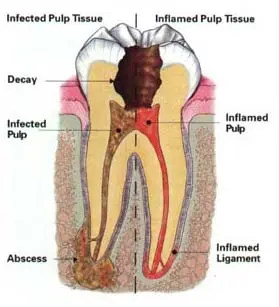 Infected Pulp Tissue
Inflamed Pulp Tissue
Decay
Infected
Pulp
Inflamed
Pulp
Abscess
Inflamed
Ligament